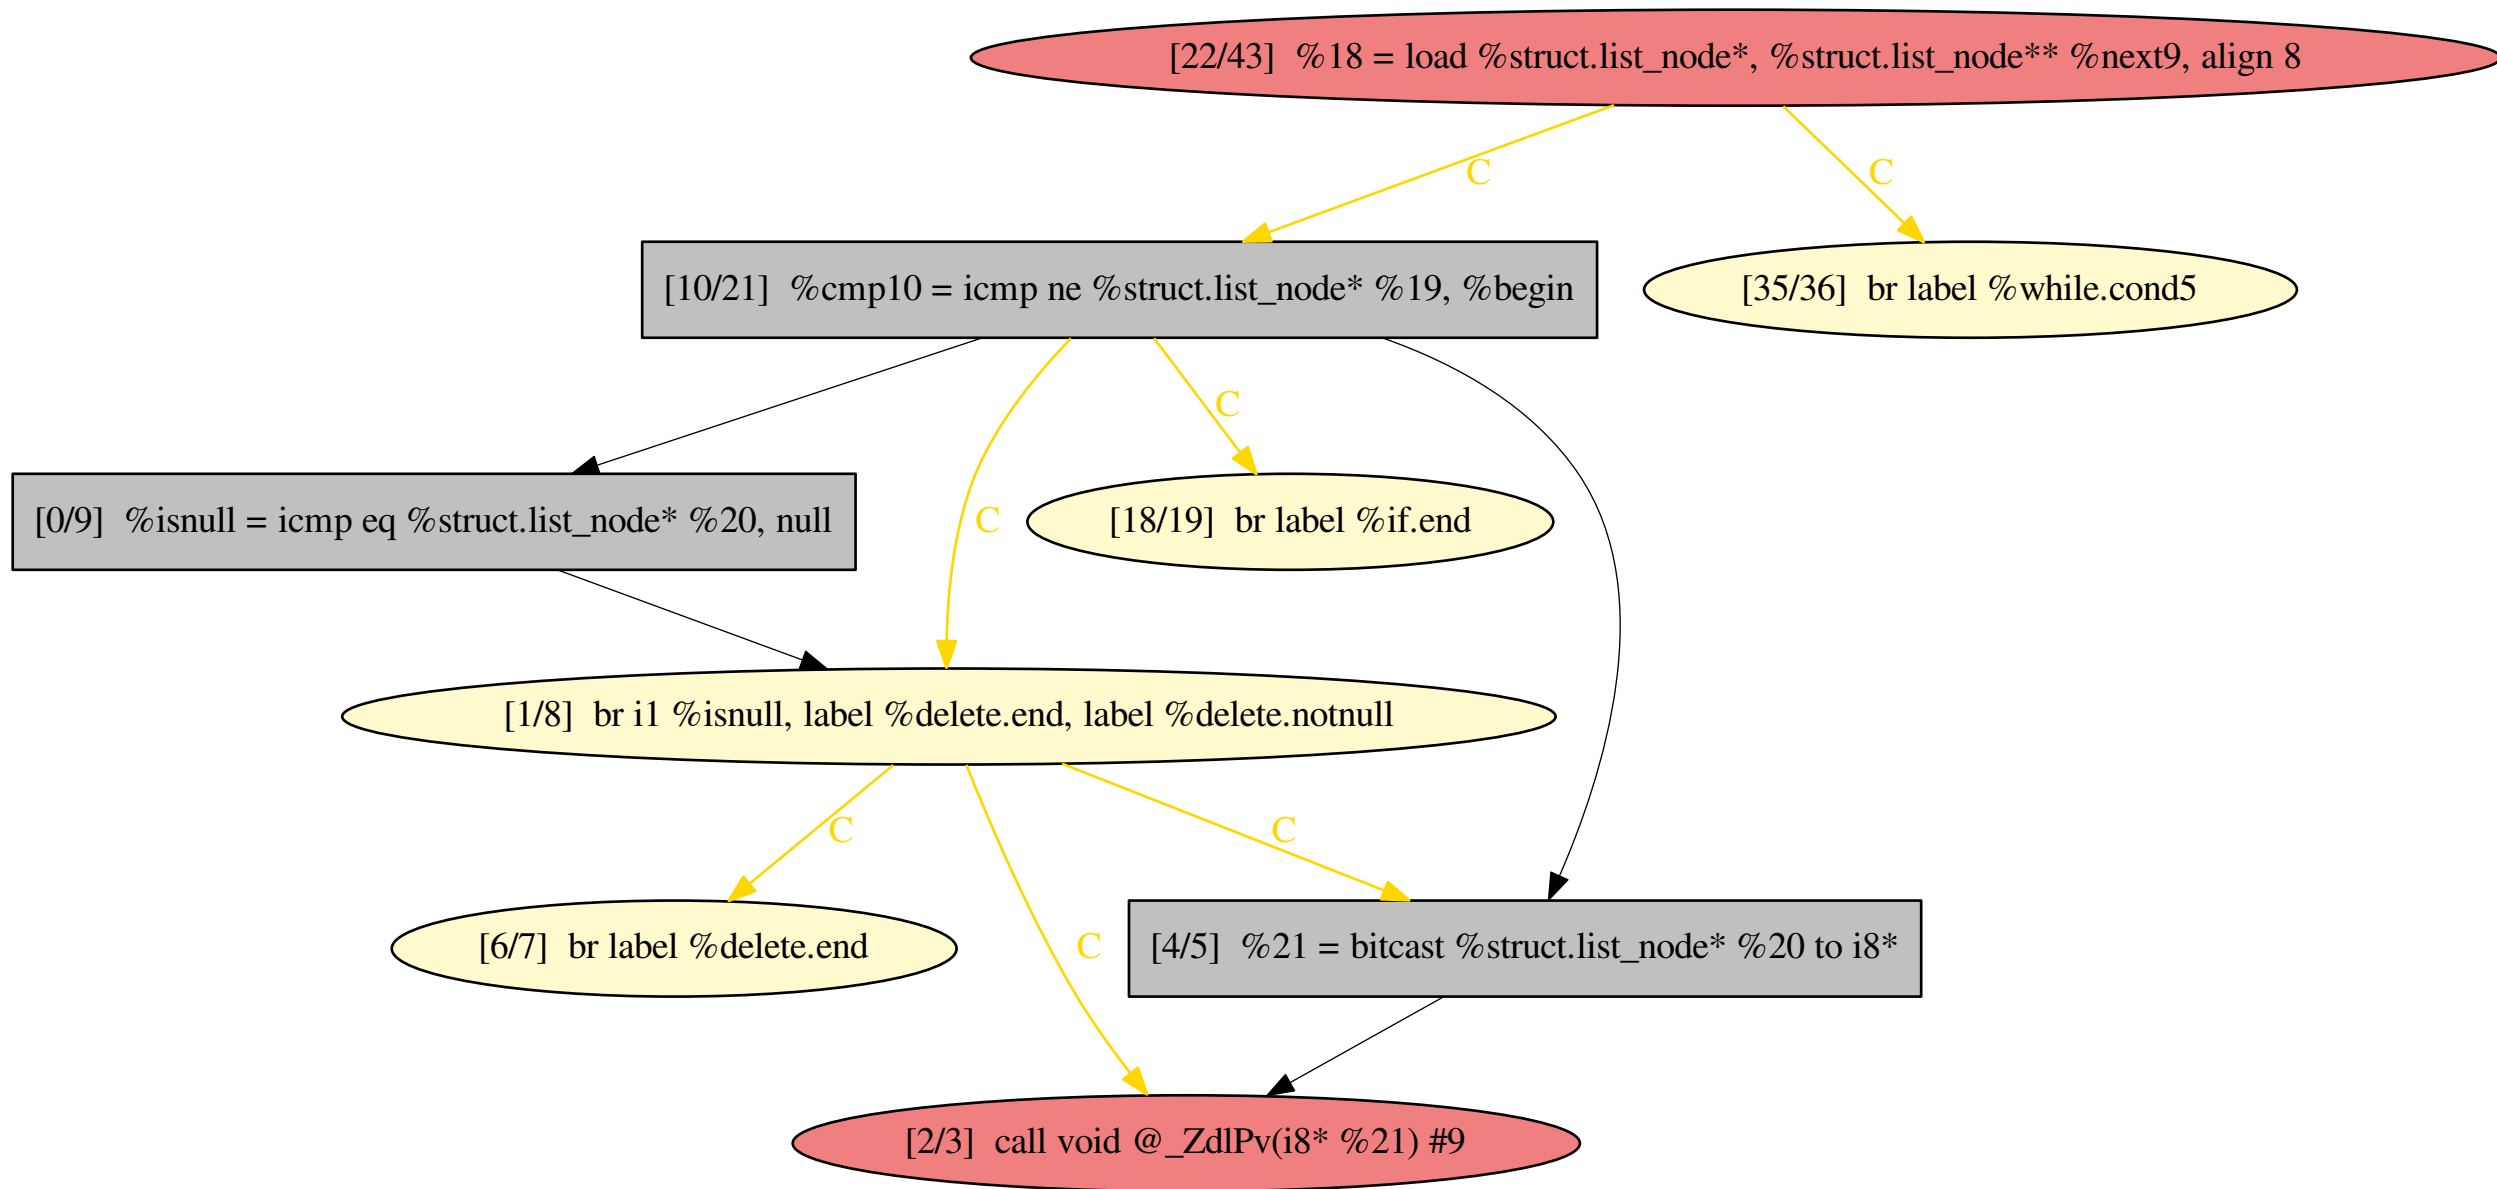 [22/43]  %18 = load %struct.list_node*, %struct.list_node** %next9, align 8
C
C
[10/21]  %cmp10 = icmp ne %struct.list_node* %19, %begin
[35/36]  br label %while.cond5
C
C
[0/9]  %isnull = icmp eq %struct.list_node* %20, null
[18/19]  br label %if.end
[1/8]  br i1 %isnull, label %delete.end, label %delete.notnull
C
C
C
[6/7]  br label %delete.end
[4/5]  %21 = bitcast %struct.list_node* %20 to i8*
[2/3]  call void @_ZdlPv(i8* %21) #9